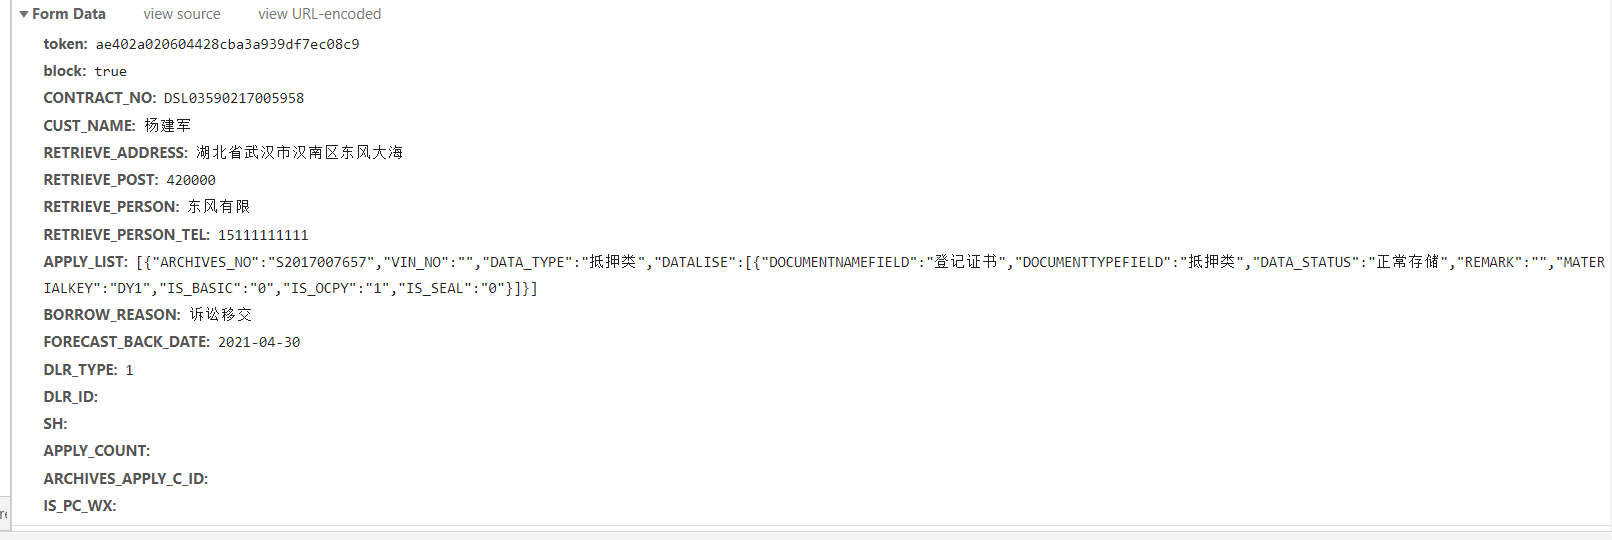 Form Data view source view URL-encoded
token: ae402a020604428cba3a939df7ec08c9
block: true
CONTRACT_NO: DSL03590217005958
CUST_NAME: 杨建军
RETRIEVE_ADDRESS: 湖北省武汉市汉南区东风大海
RETRIEVE_POST: 420000
RETRIEVE_PERSON: 东风有限
RETRIEVE_PERSON_TEL: 15111111111
APPLY_LIST: [{"ARCHIVES_NO":"S2017007657","VIN_NO":"","DATA_TYPE":"抵押类","DATALISE":[{"DOCUMENTNAMEFIELD":"登记证书","DOCUMENTTYPEFIELD":"抵押类","DATA_STATUS":"正常存储","REMARK":"","MATER
IALKEY":"DY1","IS_BASIC":"0","IS_OCPY":"1","IS_SEAL":"0"}]}]
BORROW_REASON: 诉讼移交
FORECAST_BACK_DATE: 2021-04-30
DLR_TYPE: 1
DLR_ID:
SH:
APPLY_COUNT:
ARCHIVES_APPLY_C_ID:
IS_PC_WX: